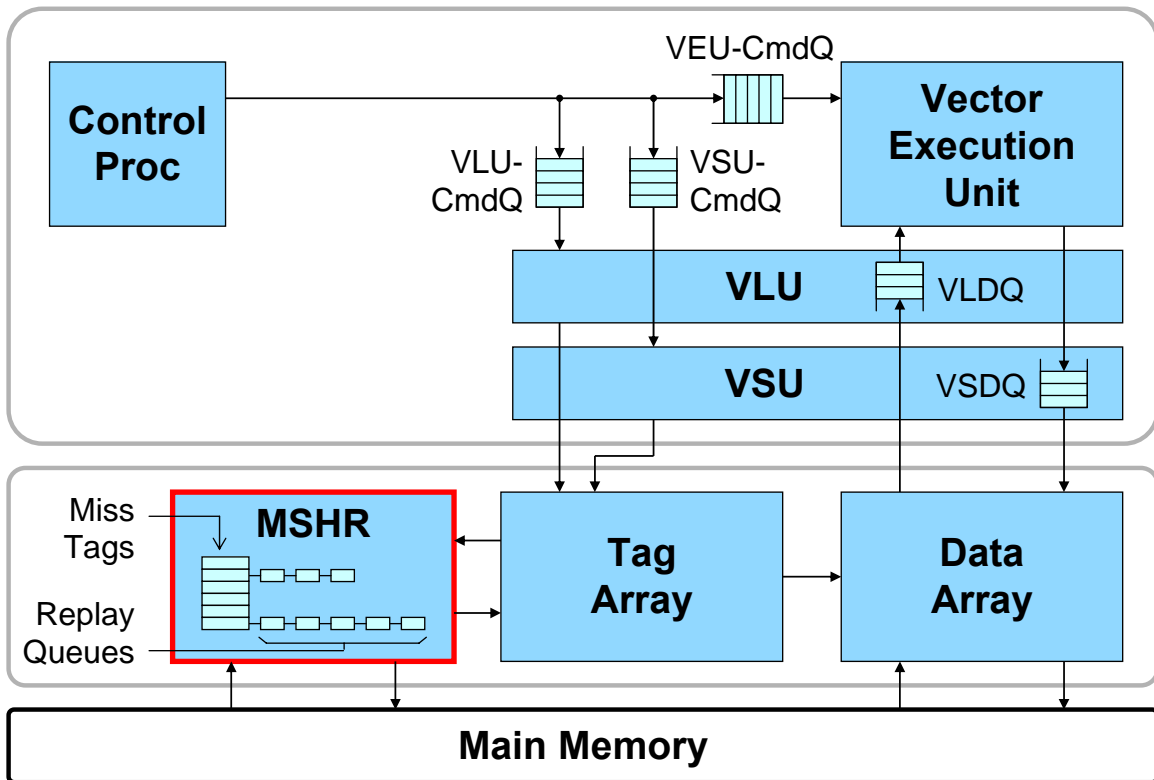 VEU-CmdQ
Control
Proc
Vector
Execution
Unit
VLU-
CmdQ
VSU-
CmdQ
VLU
VLDQ
VSU
VSDQ
Miss
Tags
MSHR
Tag
Array
Data
Array
Replay
Queues
Main Memory